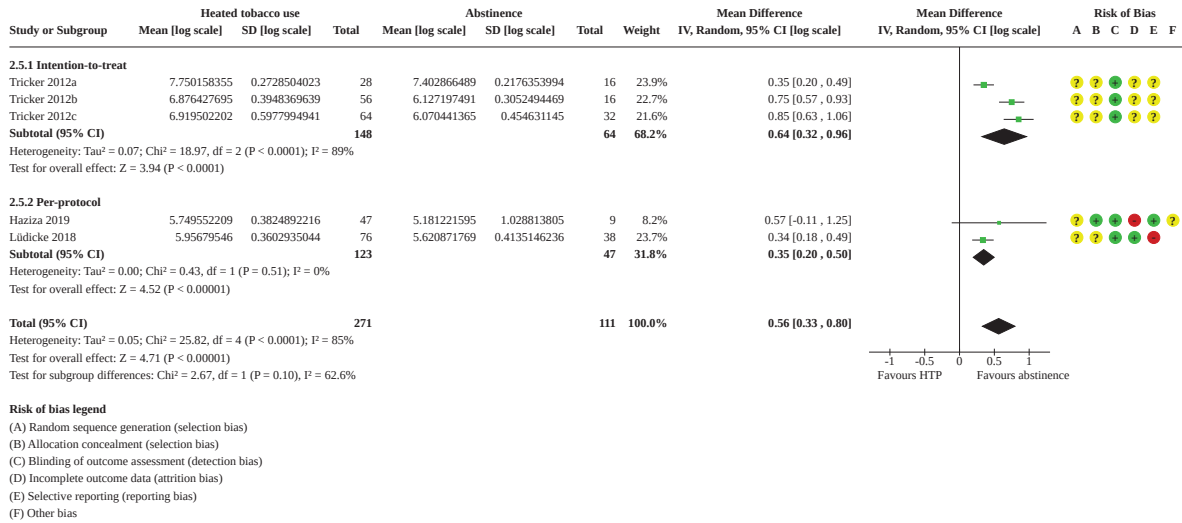 Heated tobacco use Abstinence Mean Difference Mean Difference Risk of Bias
Study or Subgroup Mean [log scale] SD [log scale] Total Mean [log scale] SD [log scale] Total Weight IV, Random, 95% CI [log scale] IV, Random, 95% CI [log scale] A B C D E F
2.5.1 Intention-to-treat
Tricker 2012a 7.750158355 0.2728504023 28 7.402866489 0.2176353994 16 23.9% 0.35 [0.20 , 0.49] ? ? + ? ?
Tricker 2012b 6.876427695 0.3948369639 56 6.127197491 0.3052494469 16 22.7% 0.75 [0.57 , 0.93] ? ? + ? ?
Tricker 2012c 6.919502202 0.5977994941 64 6.070441365 0.454631145 32 21.6% 0.85 [0.63 , 1.06] ? ? + ? ?
Subtotal (95% CI) 148 64 68.2% 0.64 [0.32 , 0.96]
Heterogeneity: Tau² = 0.07; Chi² = 18.97, df = 2 (P < 0.0001); I² = 89%
Test for overall effect: Z = 3.94 (P < 0.0001)
2.5.2 Per-protocol
Haziza 2019 5.749552209 0.3824892216 47 5.181221595 1.028813805 9 8.2% 0.57 [-0.11 , 1.25] ? + + - + ?
Lüdicke 2018 5.95679546 0.3602935044 76 5.620871769 0.4135146236 38 23.7% 0.34 [0.18 , 0.49] ? ? + + -
Subtotal (95% CI) 123 47 31.8% 0.35 [0.20 , 0.50]
Heterogeneity: Tau² = 0.00; Chi² = 0.43, df = 1 (P = 0.51); I² = 0%
Test for overall effect: Z = 4.52 (P < 0.00001)
Total (95% CI) 271 111 100.0% 0.56 [0.33 , 0.80]
Heterogeneity: Tau² = 0.05; Chi² = 25.82, df = 4 (P < 0.0001); I² = 85%
Test for overall effect: Z = 4.71 (P < 0.00001) -1 -0.5 0 0.5 1
Test for subgroup differences: Chi² = 2.67, df = 1 (P = 0.10), I² = 62.6% Favours HTP Favours abstinence
Risk of bias legend
(A) Random sequence generation (selection bias)
(B) Allocation concealment (selection bias)
(C) Blinding of outcome assessment (detection bias)
(D) Incomplete outcome data (attrition bias)
(E) Selective reporting (reporting bias)
(F) Other bias